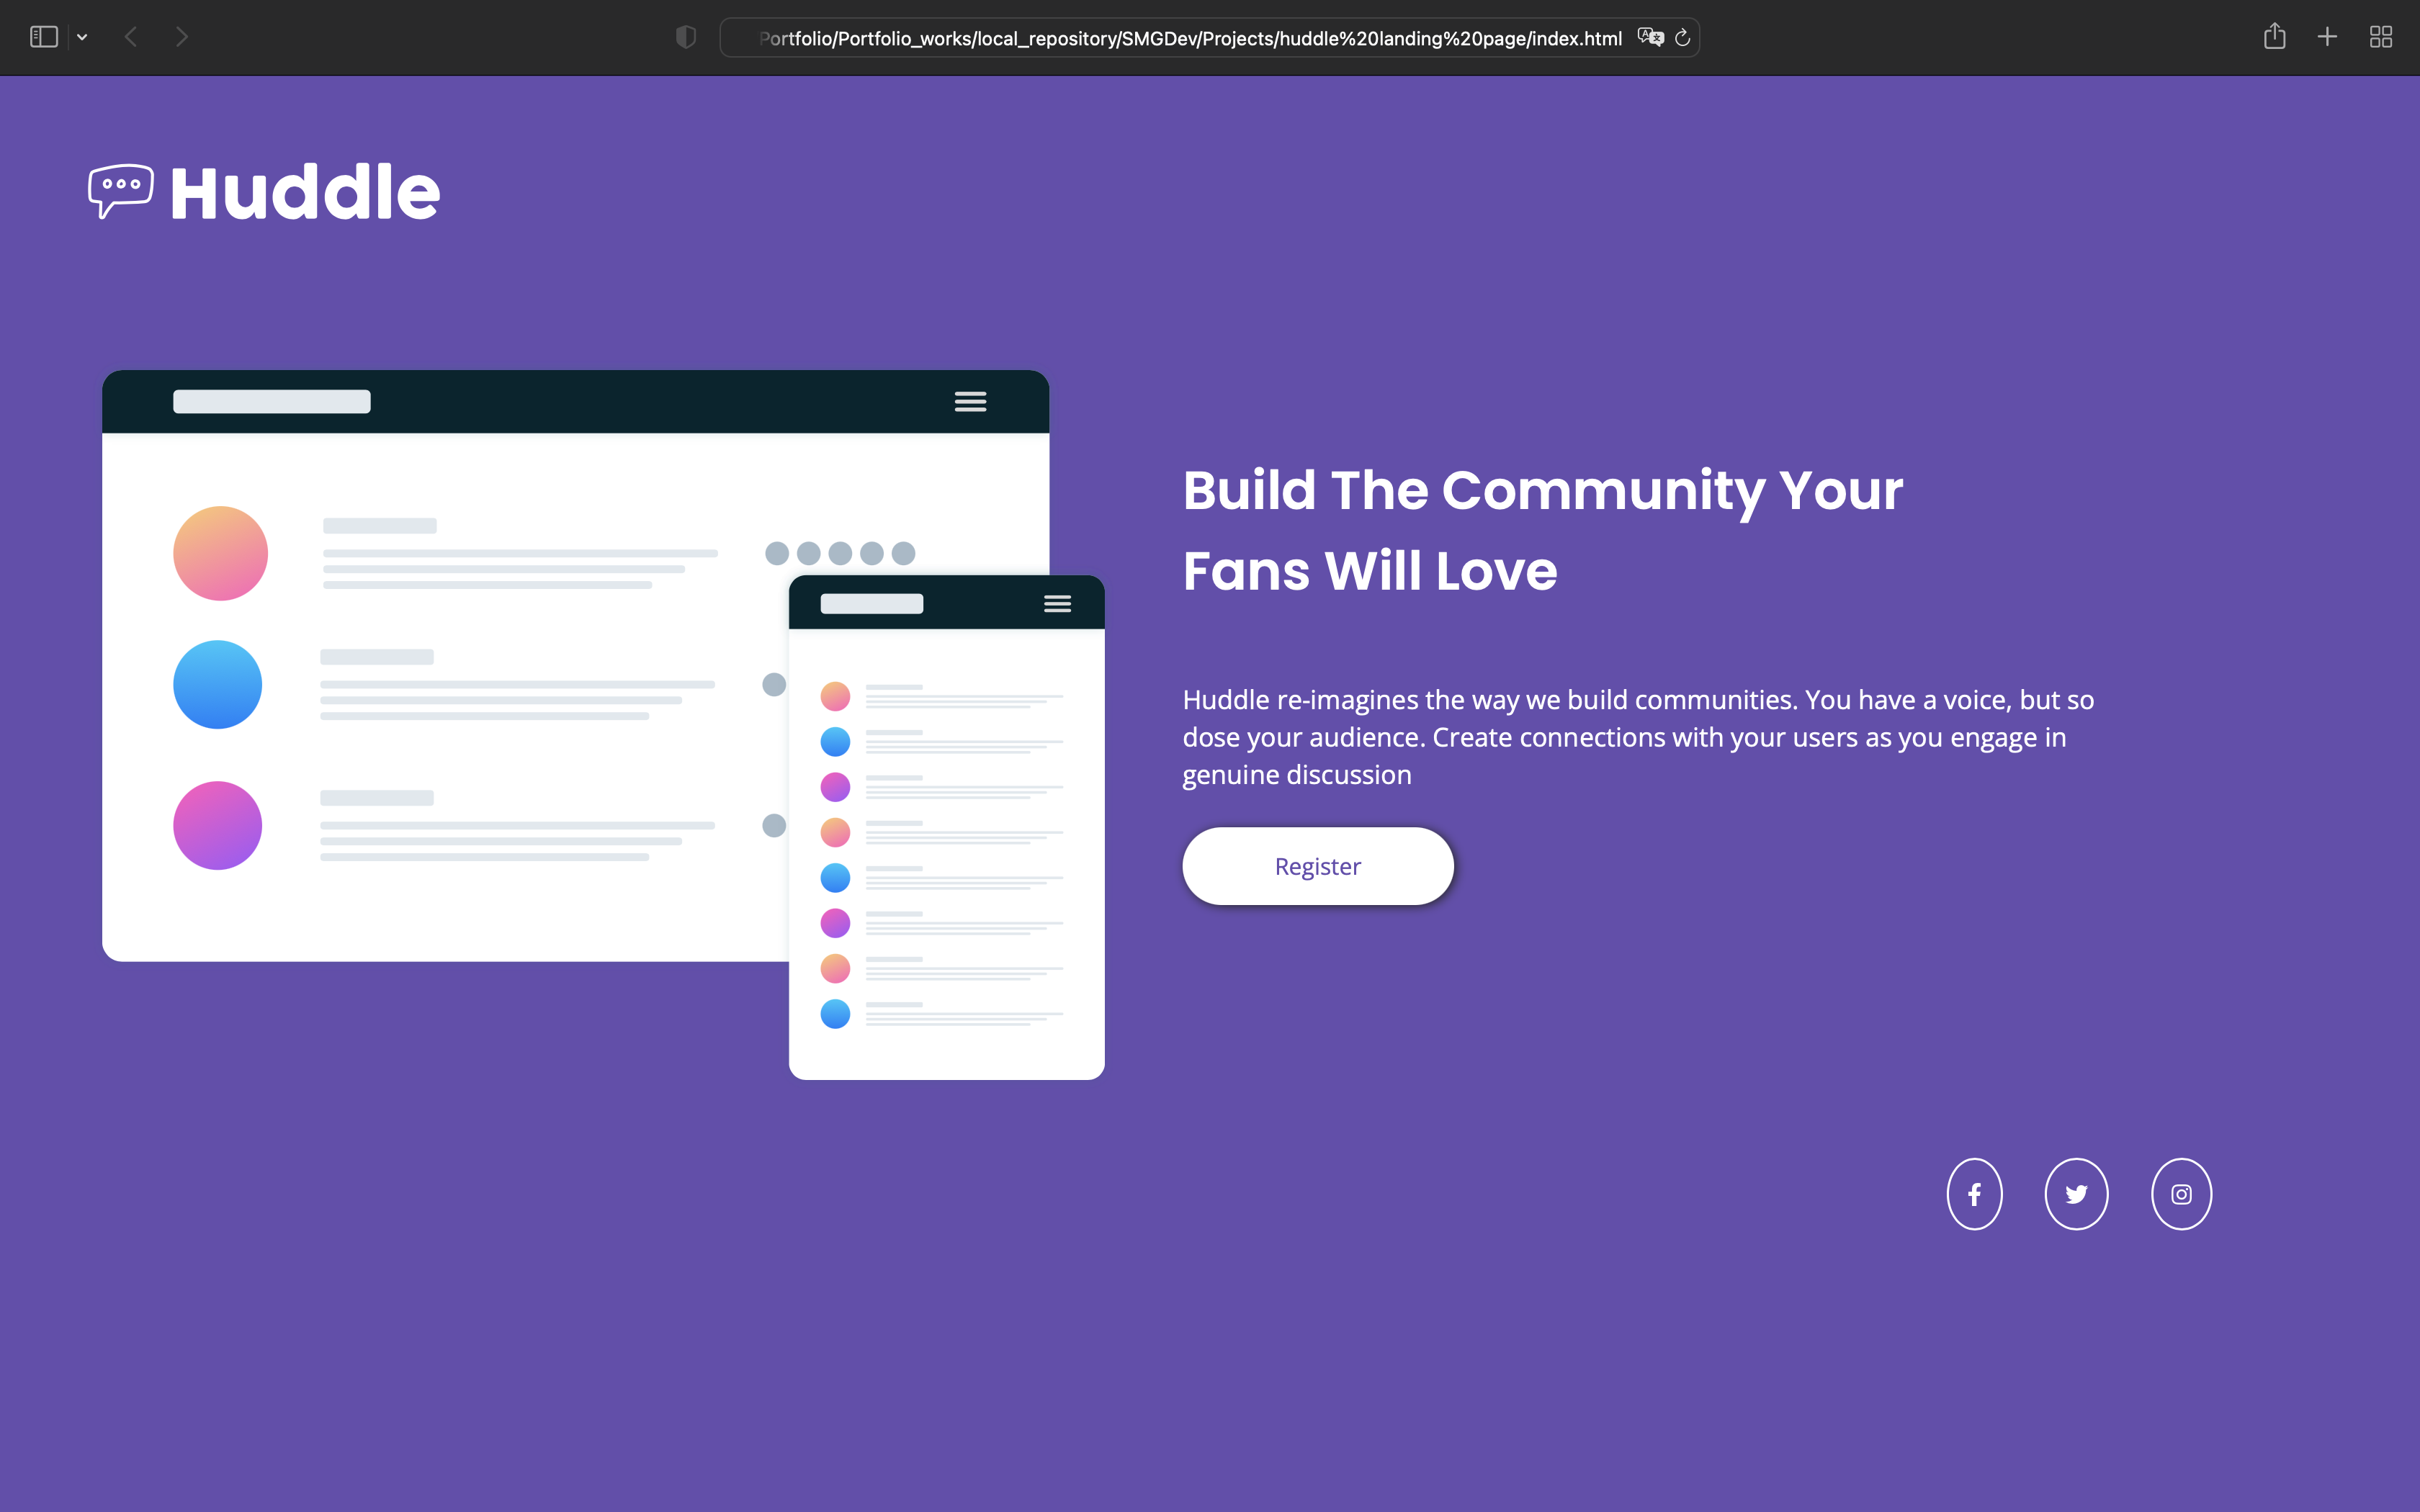 Portfolio/Portfolio_works/local_repository/SMGDev/Projects/huddle%20landing%20page/index.html
Huddle
Build The Community Your
Fans Will Love
Huddle re-imagines the way we build communities. You have a voice, but so
dose your audience. Create connections with your users as you engage in
genuine discussion
Register